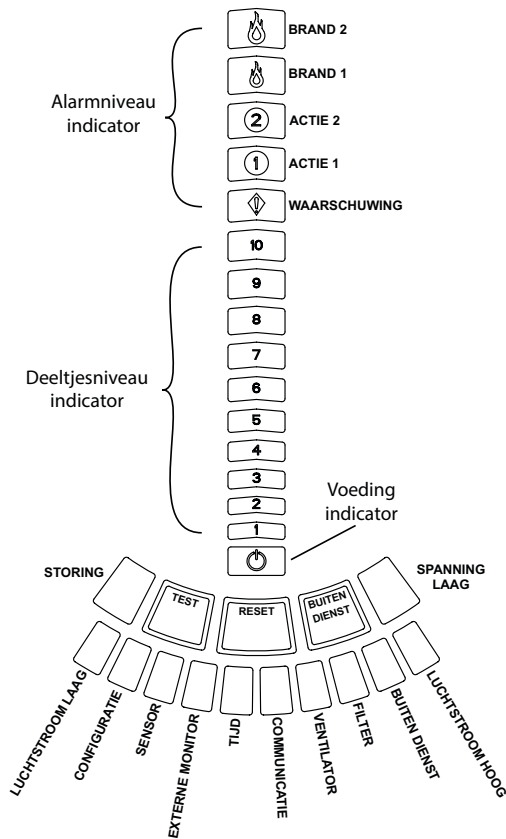 BRAND 2
BRAND 1
Alarmniveau
indicator
2
ACTIE 2
1
ACTIE 1
!
WAARSCHUWING
10
9
8
7
Deeltjesniveau
indicator
6
5
4
3
2
1
Voeding
indicator
STORING
TEST
RESET
BUITEN
DIENST
SPANNING
LAAG
LUCHTSTROOM LAAG
CONFIGURATIE
SENSOR
EXTERNE MONITOR
TIJD
COMMUNICATIE
VENTILATOR
FILTER
BUITEN DIENST
LUCHTSTROOM HOOG